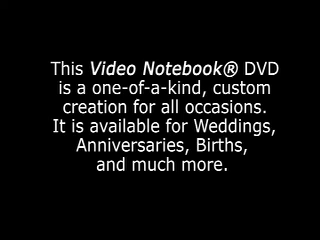 This Video Notebook® DVD
is a one-of-a-kind, custom
creation for all occasions.
It is available for Weddings,
Anniversaries, Births,
and much more.